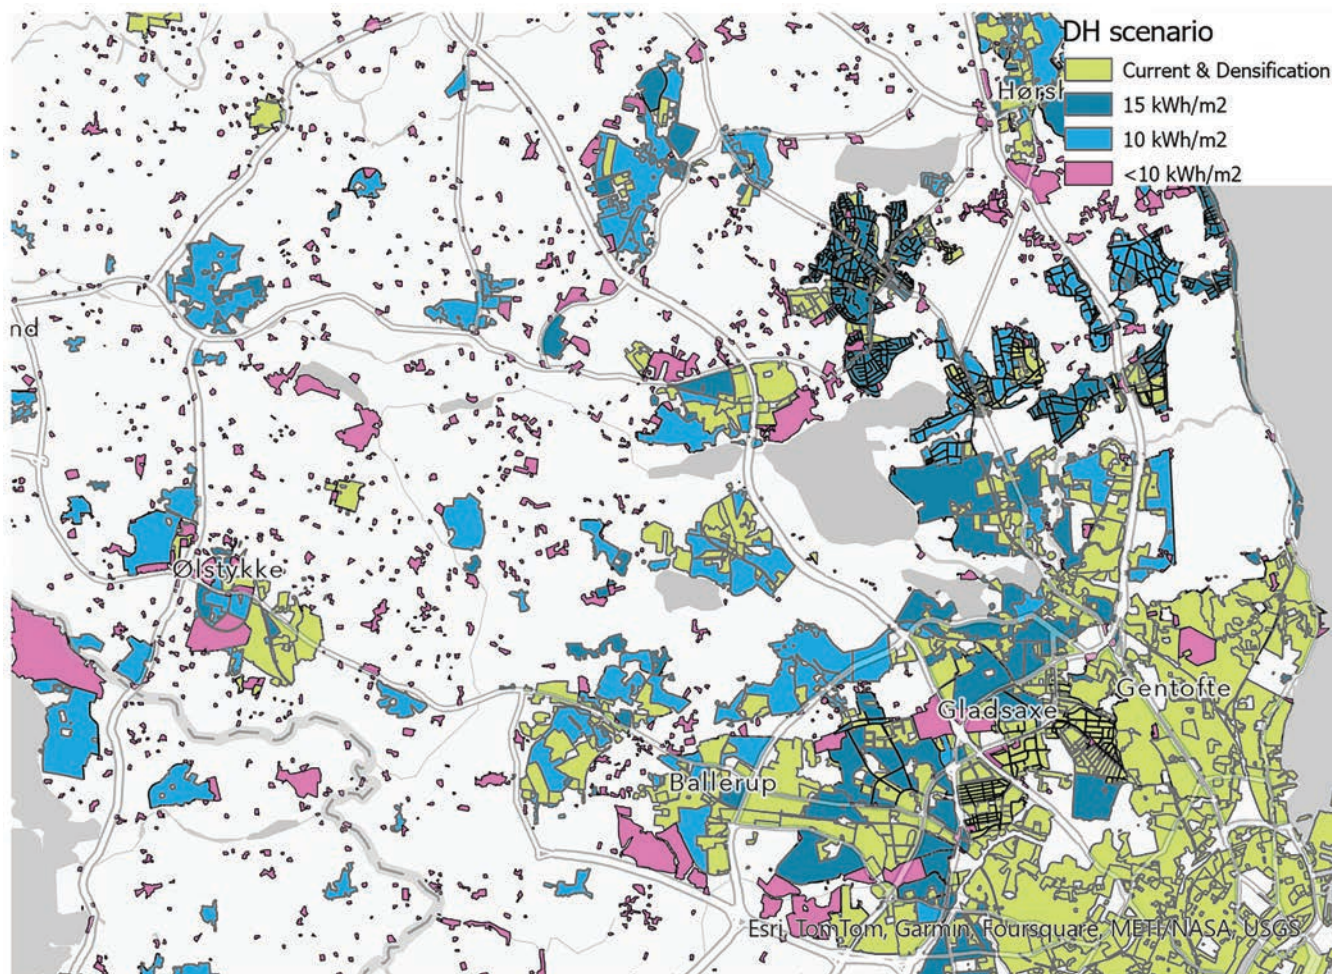 DH scenario
Current & Densification
15 kWh/m2
10 kWh/m2
<10 kWh/m2
Hørsh
nd
Ølstykke
Gentofte
Gladsaxe
Ballerup
Esri, TomTom, Garmin, Foursquare, METI/NASA, USGS